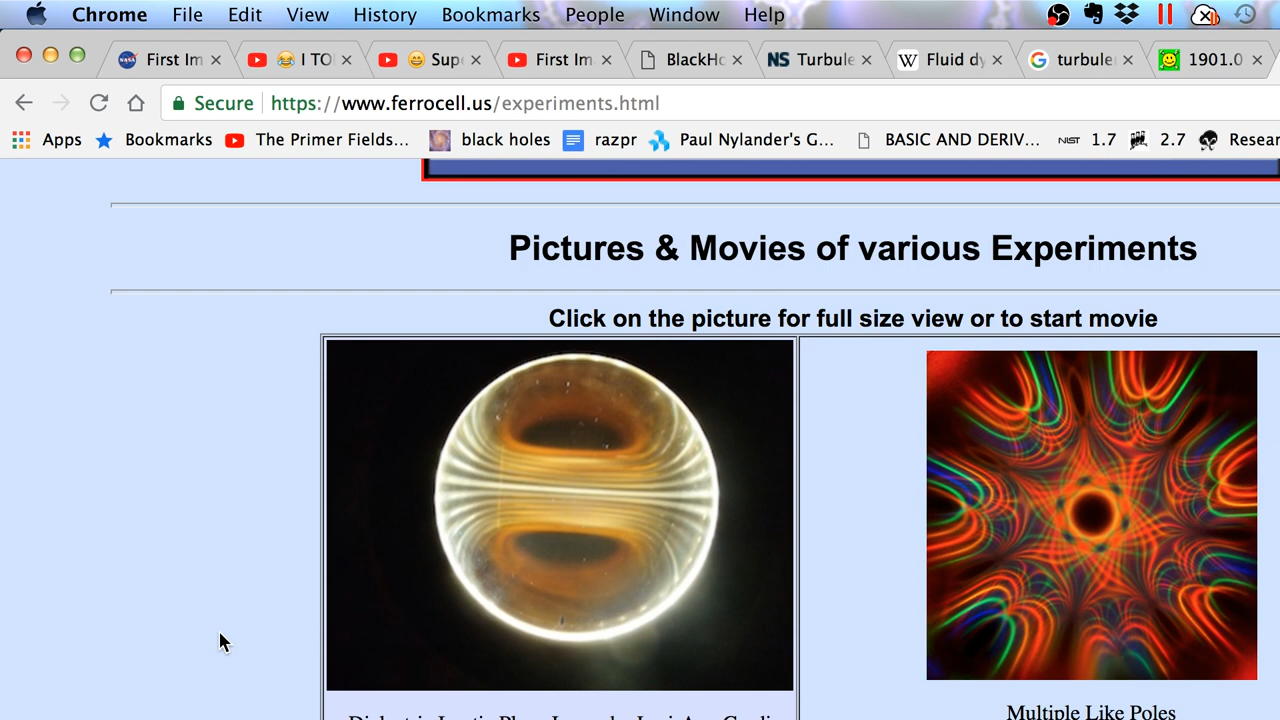 Chrome File Edit View History Bookmarks People Window Help
First Im 😂 I TO 😄 Sup First Im BlackHo NS Turbule W Fluid dy turbule 1901.0
Secure https://www.ferrocell.us/experiments.html
Apps Bookmarks The Primer Fields... black holes razpr Paul Nylander's G... BASIC AND DERIV... NIST 1.7 2.7 Resear
Pictures & Movies of various Experiments
Click on the picture for full size view or to start movie
Multiple Like Poles